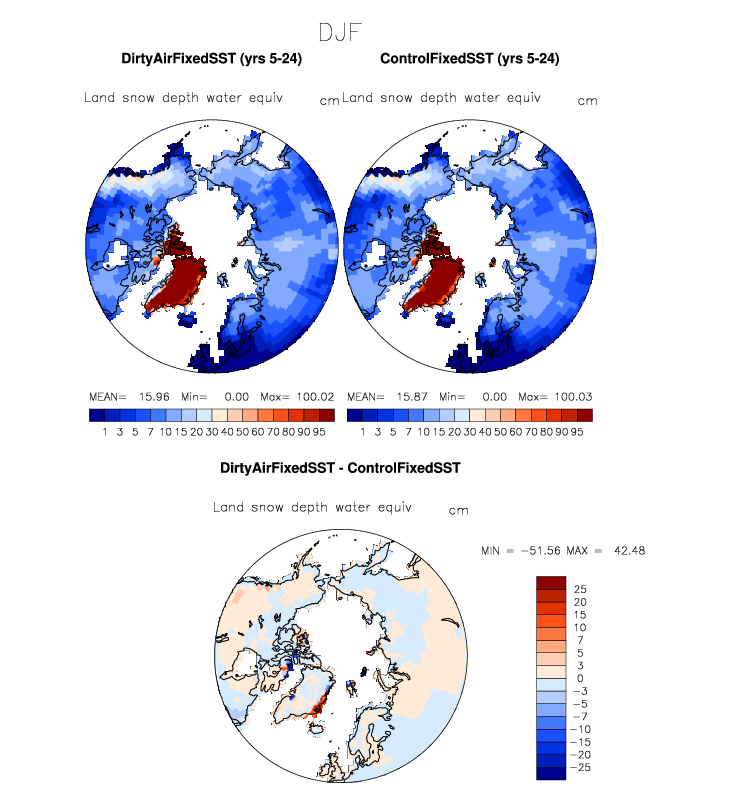 DJF
DirtyAirFixedSST (yrs 5-24) ControlFixedSST (yrs 5-24)
Land snow depth water equiv cm Land snow depth water equiv cm
MEAN= 15.96 Min= 0.00 Max= 100.02 MEAN= 15.87 Min= 0.00 Max= 100.03
1 3 5 7 10 15 20 30 40 50 60 70 80 90 95 1 3 5 7 10 15 20 30 40 50 60 70 80 90 95
DirtyAirFixedSST - ControlFixedSST
Land snow depth water equiv cm
MIN = -51.56 MAX = 42.48
25
20
15
10
7
5
3
0
-3
-5
-7
-10
-15
-20
-25